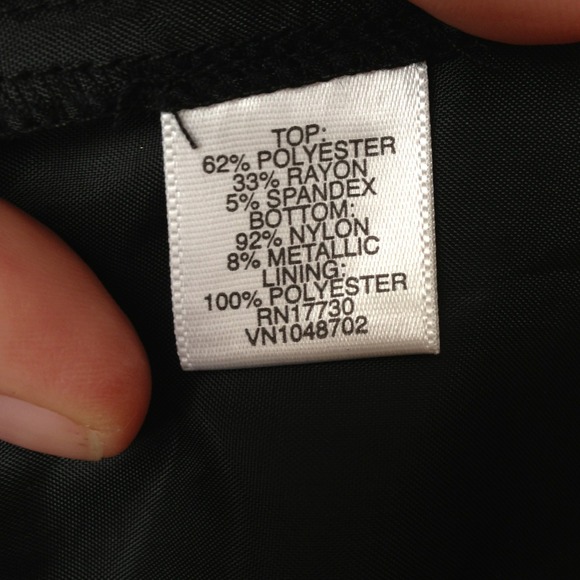 TOP:
62% POLYESTER
33% RAYON
5% SPANDEX
BOTTOM:
92% NYLON
8% METALLIC
LINING:
100% POLYESTER
RN17730
VN1048702